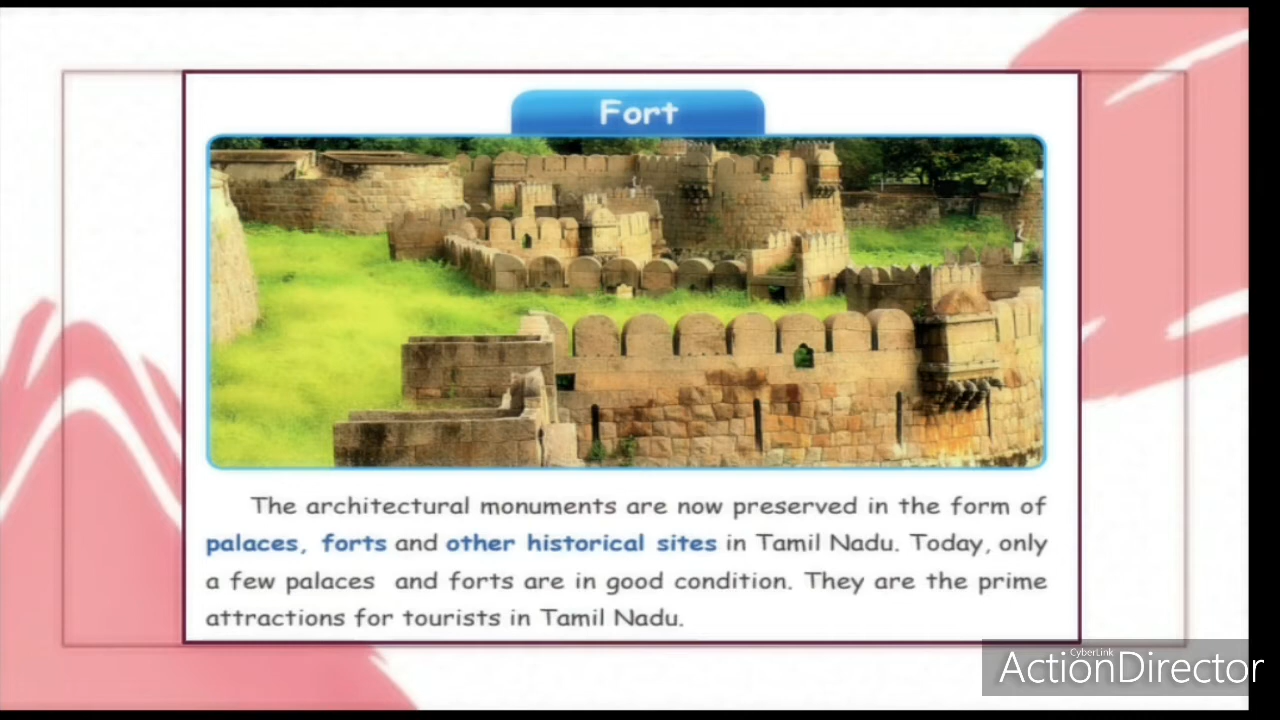 Fort
The architectural monuments are now preserved in the form of
palaces, forts and other historical sites in Tamil Nadu. Today, only
a few palaces and forts are in good condition. They are the prime
attractions for tourists in Tamil Nadu.
CyberLink
ActionDirector